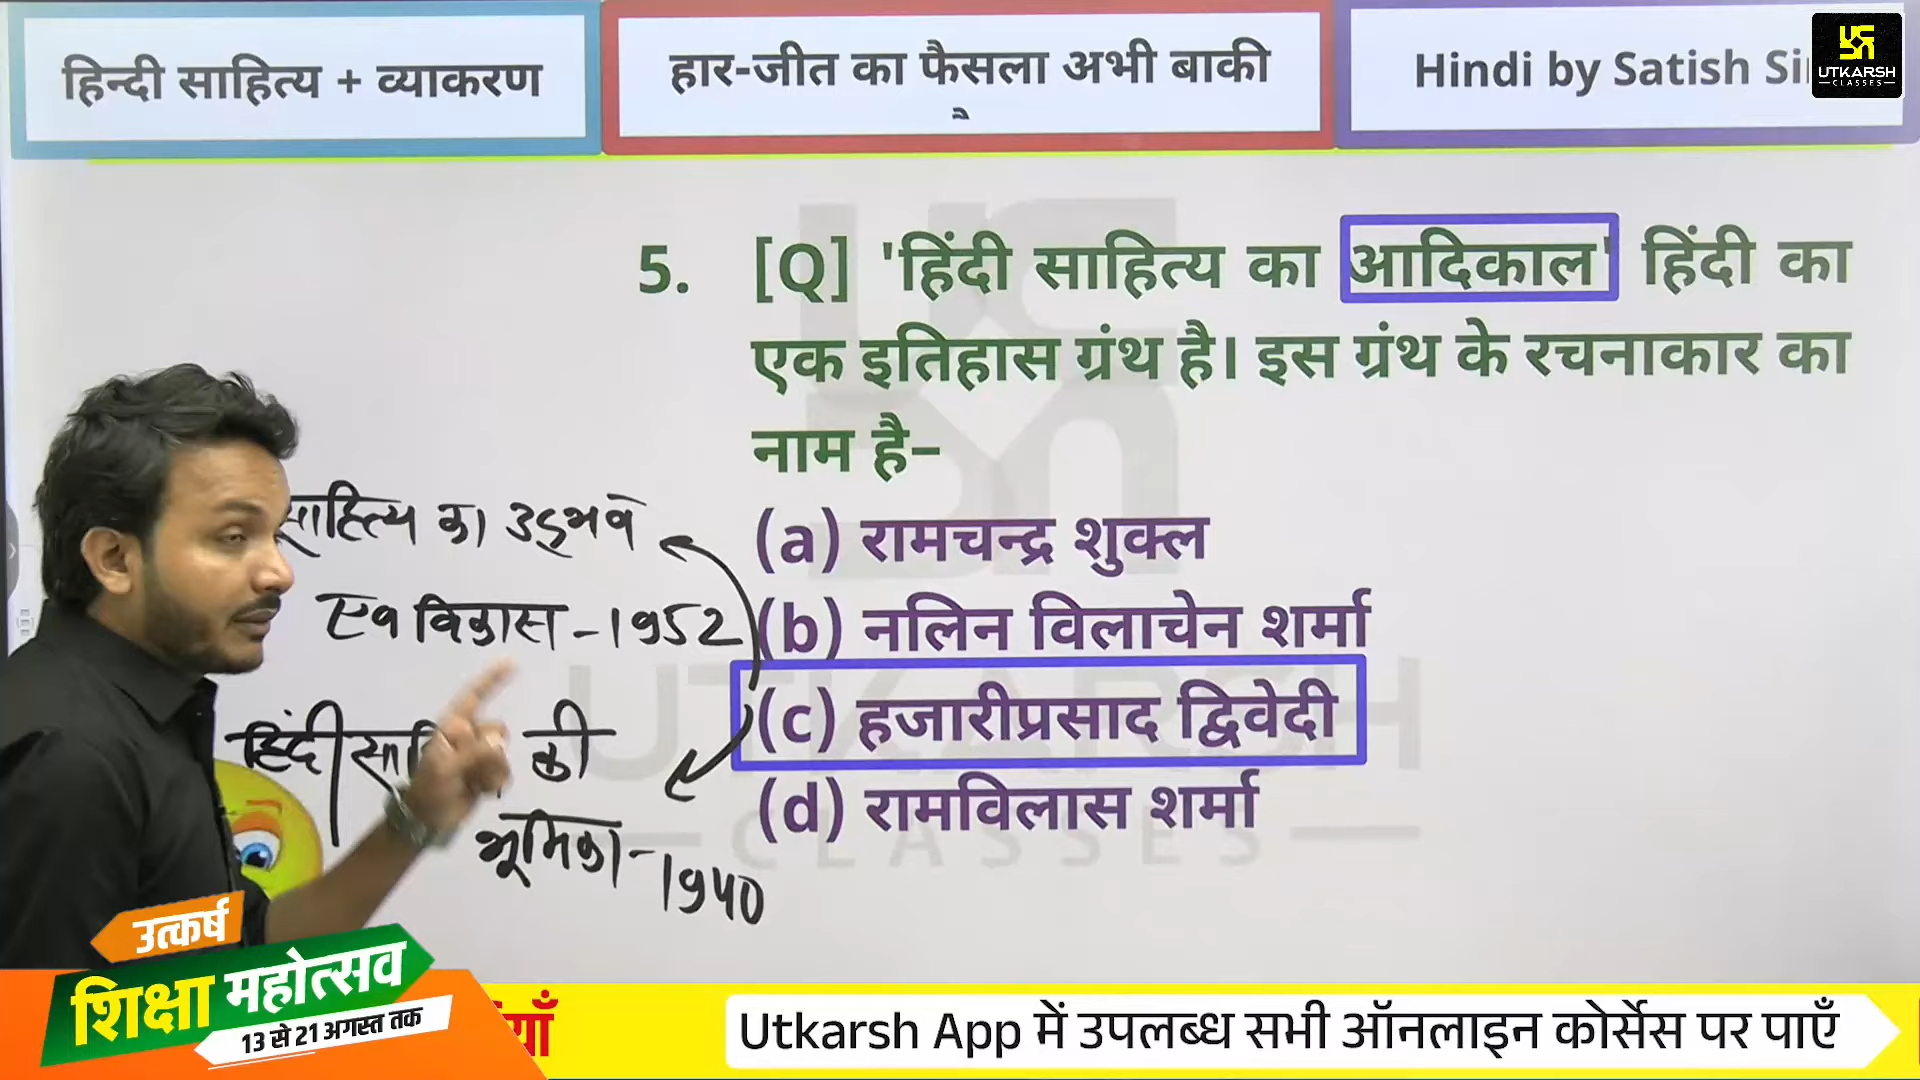 हिन्दी साहित्य + व्याकरण
हार-जीत का फैसला अभी बाकी
Hindi by Satish
UTKARSH
CLASSES
5. [Q] 'हिंदी साहित्य का आदिकाल' हिंदी का
एक इतिहास ग्रंथ है। इस ग्रंथ के रचनाकार का
नाम है–
(a) रामचन्द्र शुक्ल
(b) नलिन विलाचेन शर्मा
(c) हजारीप्रसाद द्विवेदी
(d) रामविलास शर्मा
साहित्य का उद्भव
एवं विकास - 1952
हिंदी की
भूमिका - 1940
UTKARSH
CLASSES
उत्कर्ष
शिक्षा महोत्सव
13 से 21 अगस्त तक
Utkarsh App में उपलब्ध सभी ऑनलाइन कोर्सेस पर पाएँ